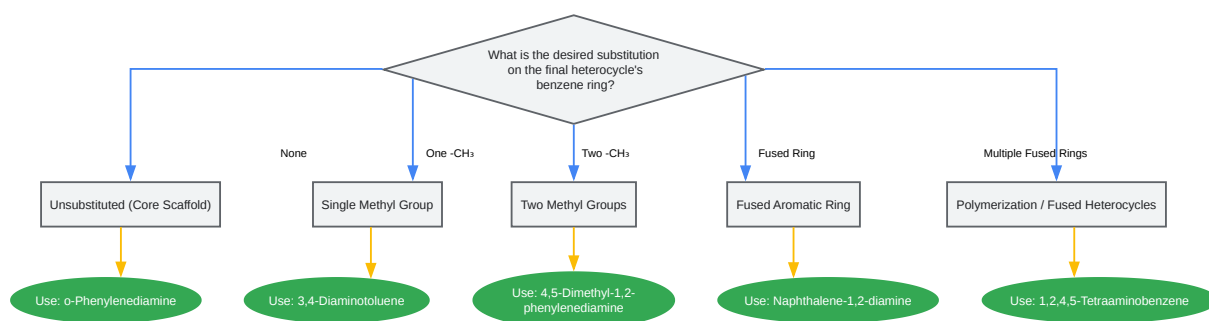 What is the desired substitution
on the final heterocycle's
benzene ring?
None
One -CH₃
Two -CH₃
Fused Ring
Multiple Fused Rings
Unsubstituted (Core Scaffold)
Single Methyl Group
Two Methyl Groups
Fused Aromatic Ring
Polymerization / Fused Heterocycles
Use: o-Phenylenediamine
Use: 3,4-Diaminotoluene
Use: 4,5-Dimethyl-1,2-
phenylenediamine
Use: Naphthalene-1,2-diamine
Use: 1,2,4,5-Tetraaminobenzene